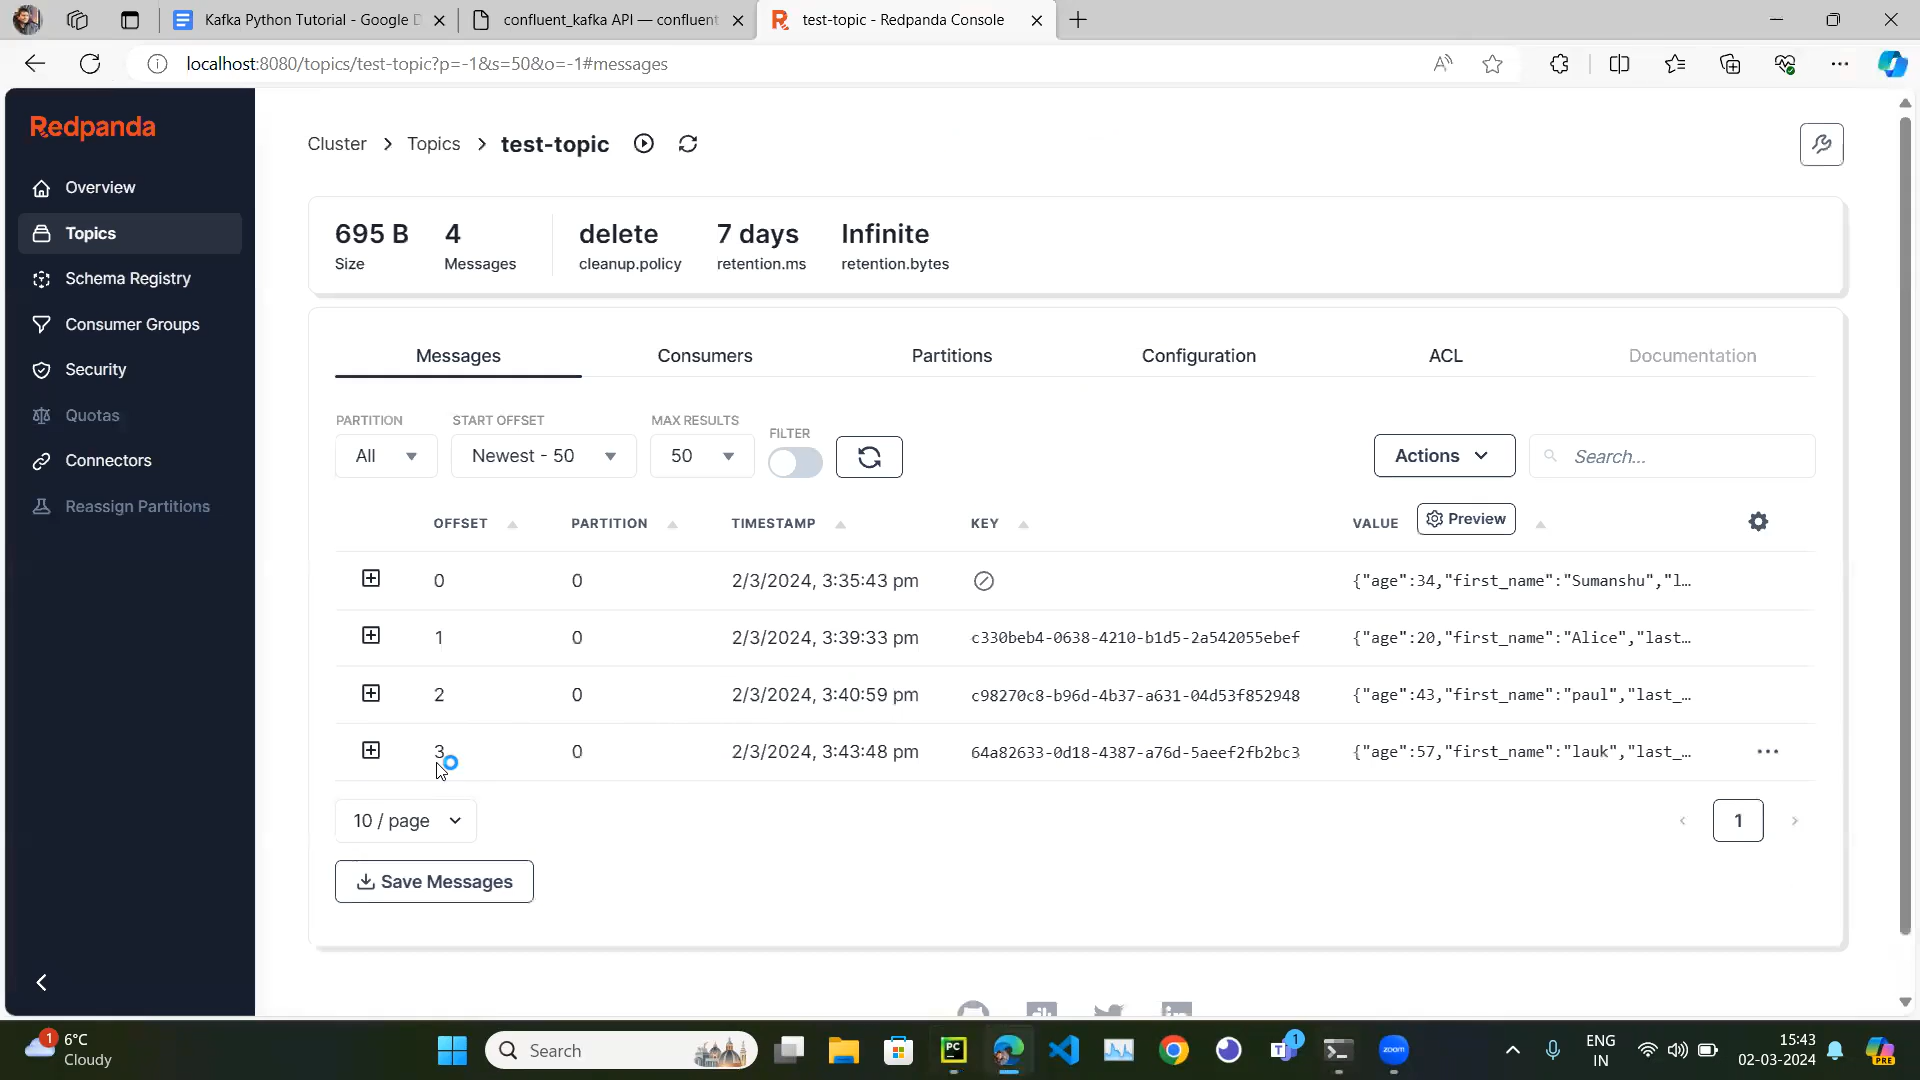 Kafka Python Tutorial - Google D
confluent_kafka API — confluent
test-topic - Redpanda Console
localhost:8080/topics/test-topic?p=-1&s=50&o=-1#messages
Redpanda
Overview
Topics
Schema Registry
Consumer Groups
Security
Quotas
Connectors
Reassign Partitions
Cluster > Topics > test-topic
695 B 4 delete 7 days Infinite
Size Messages cleanup.policy retention.ms retention.bytes
Messages Consumers Partitions Configuration ACL Documentation
PARTITION START OFFSET MAX RESULTS FILTER
All Newest - 50 50 Actions Search...
OFFSET PARTITION TIMESTAMP KEY VALUE Preview
0 0 2/3/2024, 3:35:43 pm {"age":34,"first_name":"Sumanshu","l…
1 0 2/3/2024, 3:39:33 pm c330beb4-0638-4210-b1d5-2a542055ebef {"age":20,"first_name":"Alice","last…
2 0 2/3/2024, 3:40:59 pm c98270c8-b96d-4b37-a631-04d53f852948 {"age":43,"first_name":"paul","last_…
3 0 2/3/2024, 3:43:48 pm 64a82633-0d18-4387-a76d-5aeef2fb2bc3 {"age":57,"first_name":"lauk","last_…
10 / page 1
Save Messages
1
6°C
Cloudy
Search
PC
1
zoom
ENG
IN
15:43
02-03-2024
PRE